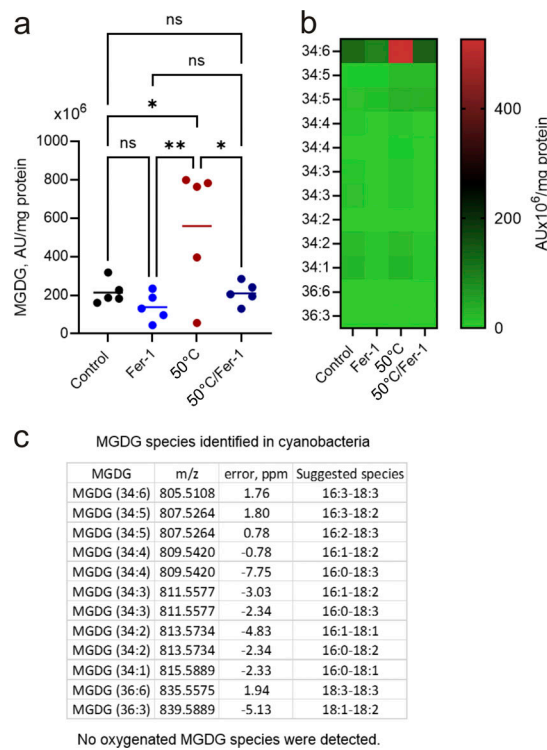 a
ns
ns
*
ns
**
*
x10⁶
1000
800
600
400
200
0
MGDG, AU/mg protein
Control
Fer-1
50°C
50°C/Fer-1
b
34:6
34:5
34:5
34:4
34:4
34:3
34:3
34:2
34:2
34:1
36:6
36:3
Control
Fer-1
50°C
50°C/Fer-1
400
200
0
AUx10⁶/mg protein
c
MGDG species identified in cyanobacteria
MGDG m/z error, ppm Suggested species
MGDG (34:6) 805.5108 1.76 16:3-18:3
MGDG (34:5) 807.5264 1.80 16:3-18:2
MGDG (34:5) 807.5264 0.78 16:2-18:3
MGDG (34:4) 809.5420 -0.78 16:1-18:2
MGDG (34:4) 809.5420 -7.75 16:0-18:3
MGDG (34:3) 811.5577 -3.03 16:1-18:2
MGDG (34:3) 811.5577 -2.34 16:0-18:3
MGDG (34:2) 813.5734 -4.83 16:1-18:1
MGDG (34:2) 813.5734 -2.34 16:0-18:2
MGDG (34:1) 815.5889 -2.33 16:0-18:1
MGDG (36:6) 835.5575 1.94 18:3-18:3
MGDG (36:3) 839.5889 -5.13 18:1-18:2
No oxygenated MGDG species were detected.